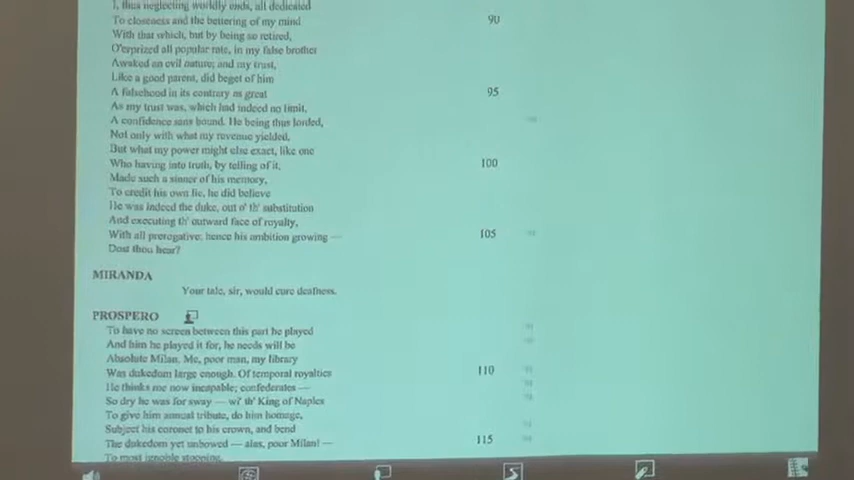 I, thus neglecting worldly ends, all dedicated
To closeness and the bettering of my mind 90
With that which, but by being so retired,
O'erprized all popular rate, in my false brother
Awaked an evil nature; and my trust,
Like a good parent, did beget of him
A falsehood in its contrary as great 95
As my trust was, which had indeed no limit,
A confidence sans bound. He being thus lorded,
Not only with what my revenue yielded,
But what my power might else exact, like one
Who having into truth, by telling of it, 100
Made such a sinner of his memory,
To credit his own lie, he did believe
He was indeed the duke, out o' th' substitution
And executing th' outward face of royalty,
With all prerogative: hence his ambition growing — 105
Dost thou hear?
MIRANDA
Your tale, sir, would cure deafness.
PROSPERO
To have no screen between this part he played
And him he played it for, he needs will be
Absolute Milan. Me, poor man, my library
Was dukedom large enough. Of temporal royalties 110
He thinks me now incapable; confederates —
So dry he was for sway — wi' th' King of Naples
To give him annual tribute, do him homage,
Subject his coronet to his crown, and bend
The dukedom yet unbowed — alas, poor Milan! — 115
To most ignoble stooping.